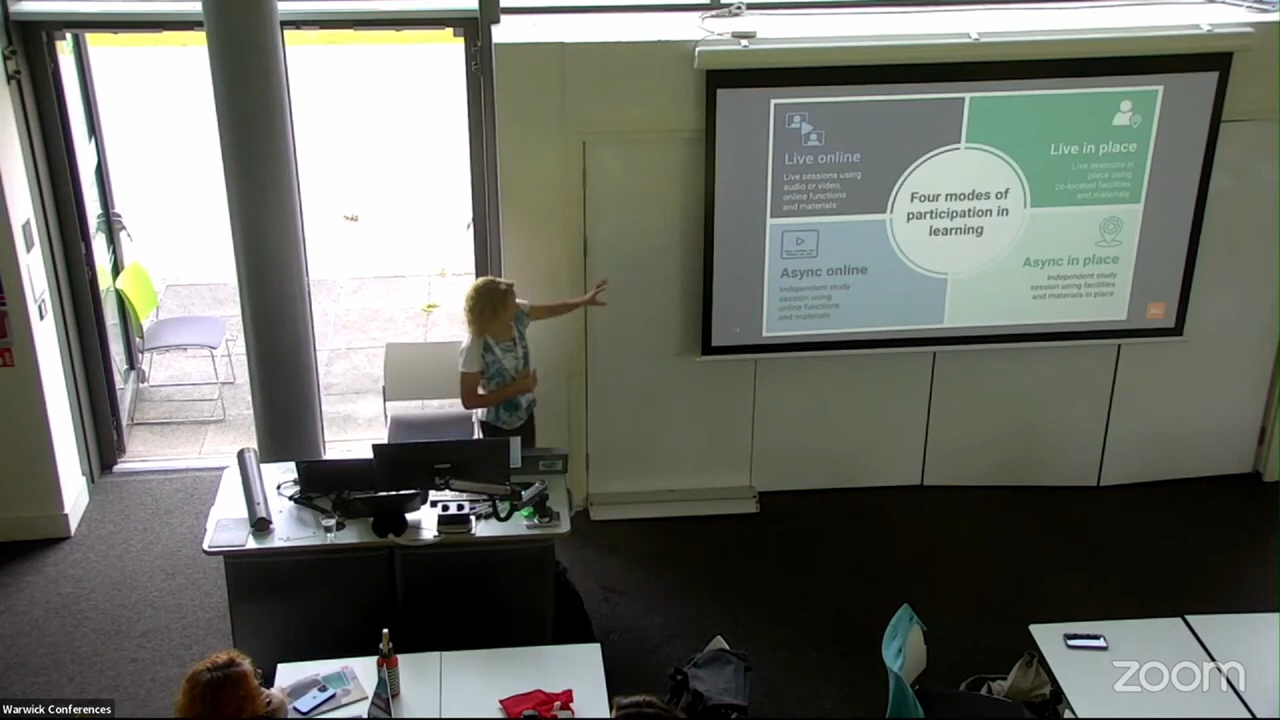 Live online
Live sessions using
audio or video,
online functions
and materials
Live in place
Live sessions in
place using
co-located facilities
and materials
Four modes of
participation in
learning
Async online
Independent study
session using
online functions
and materials
Async in place
Independent study
session using facilities
and materials in place
Warwick Conferences
zoom